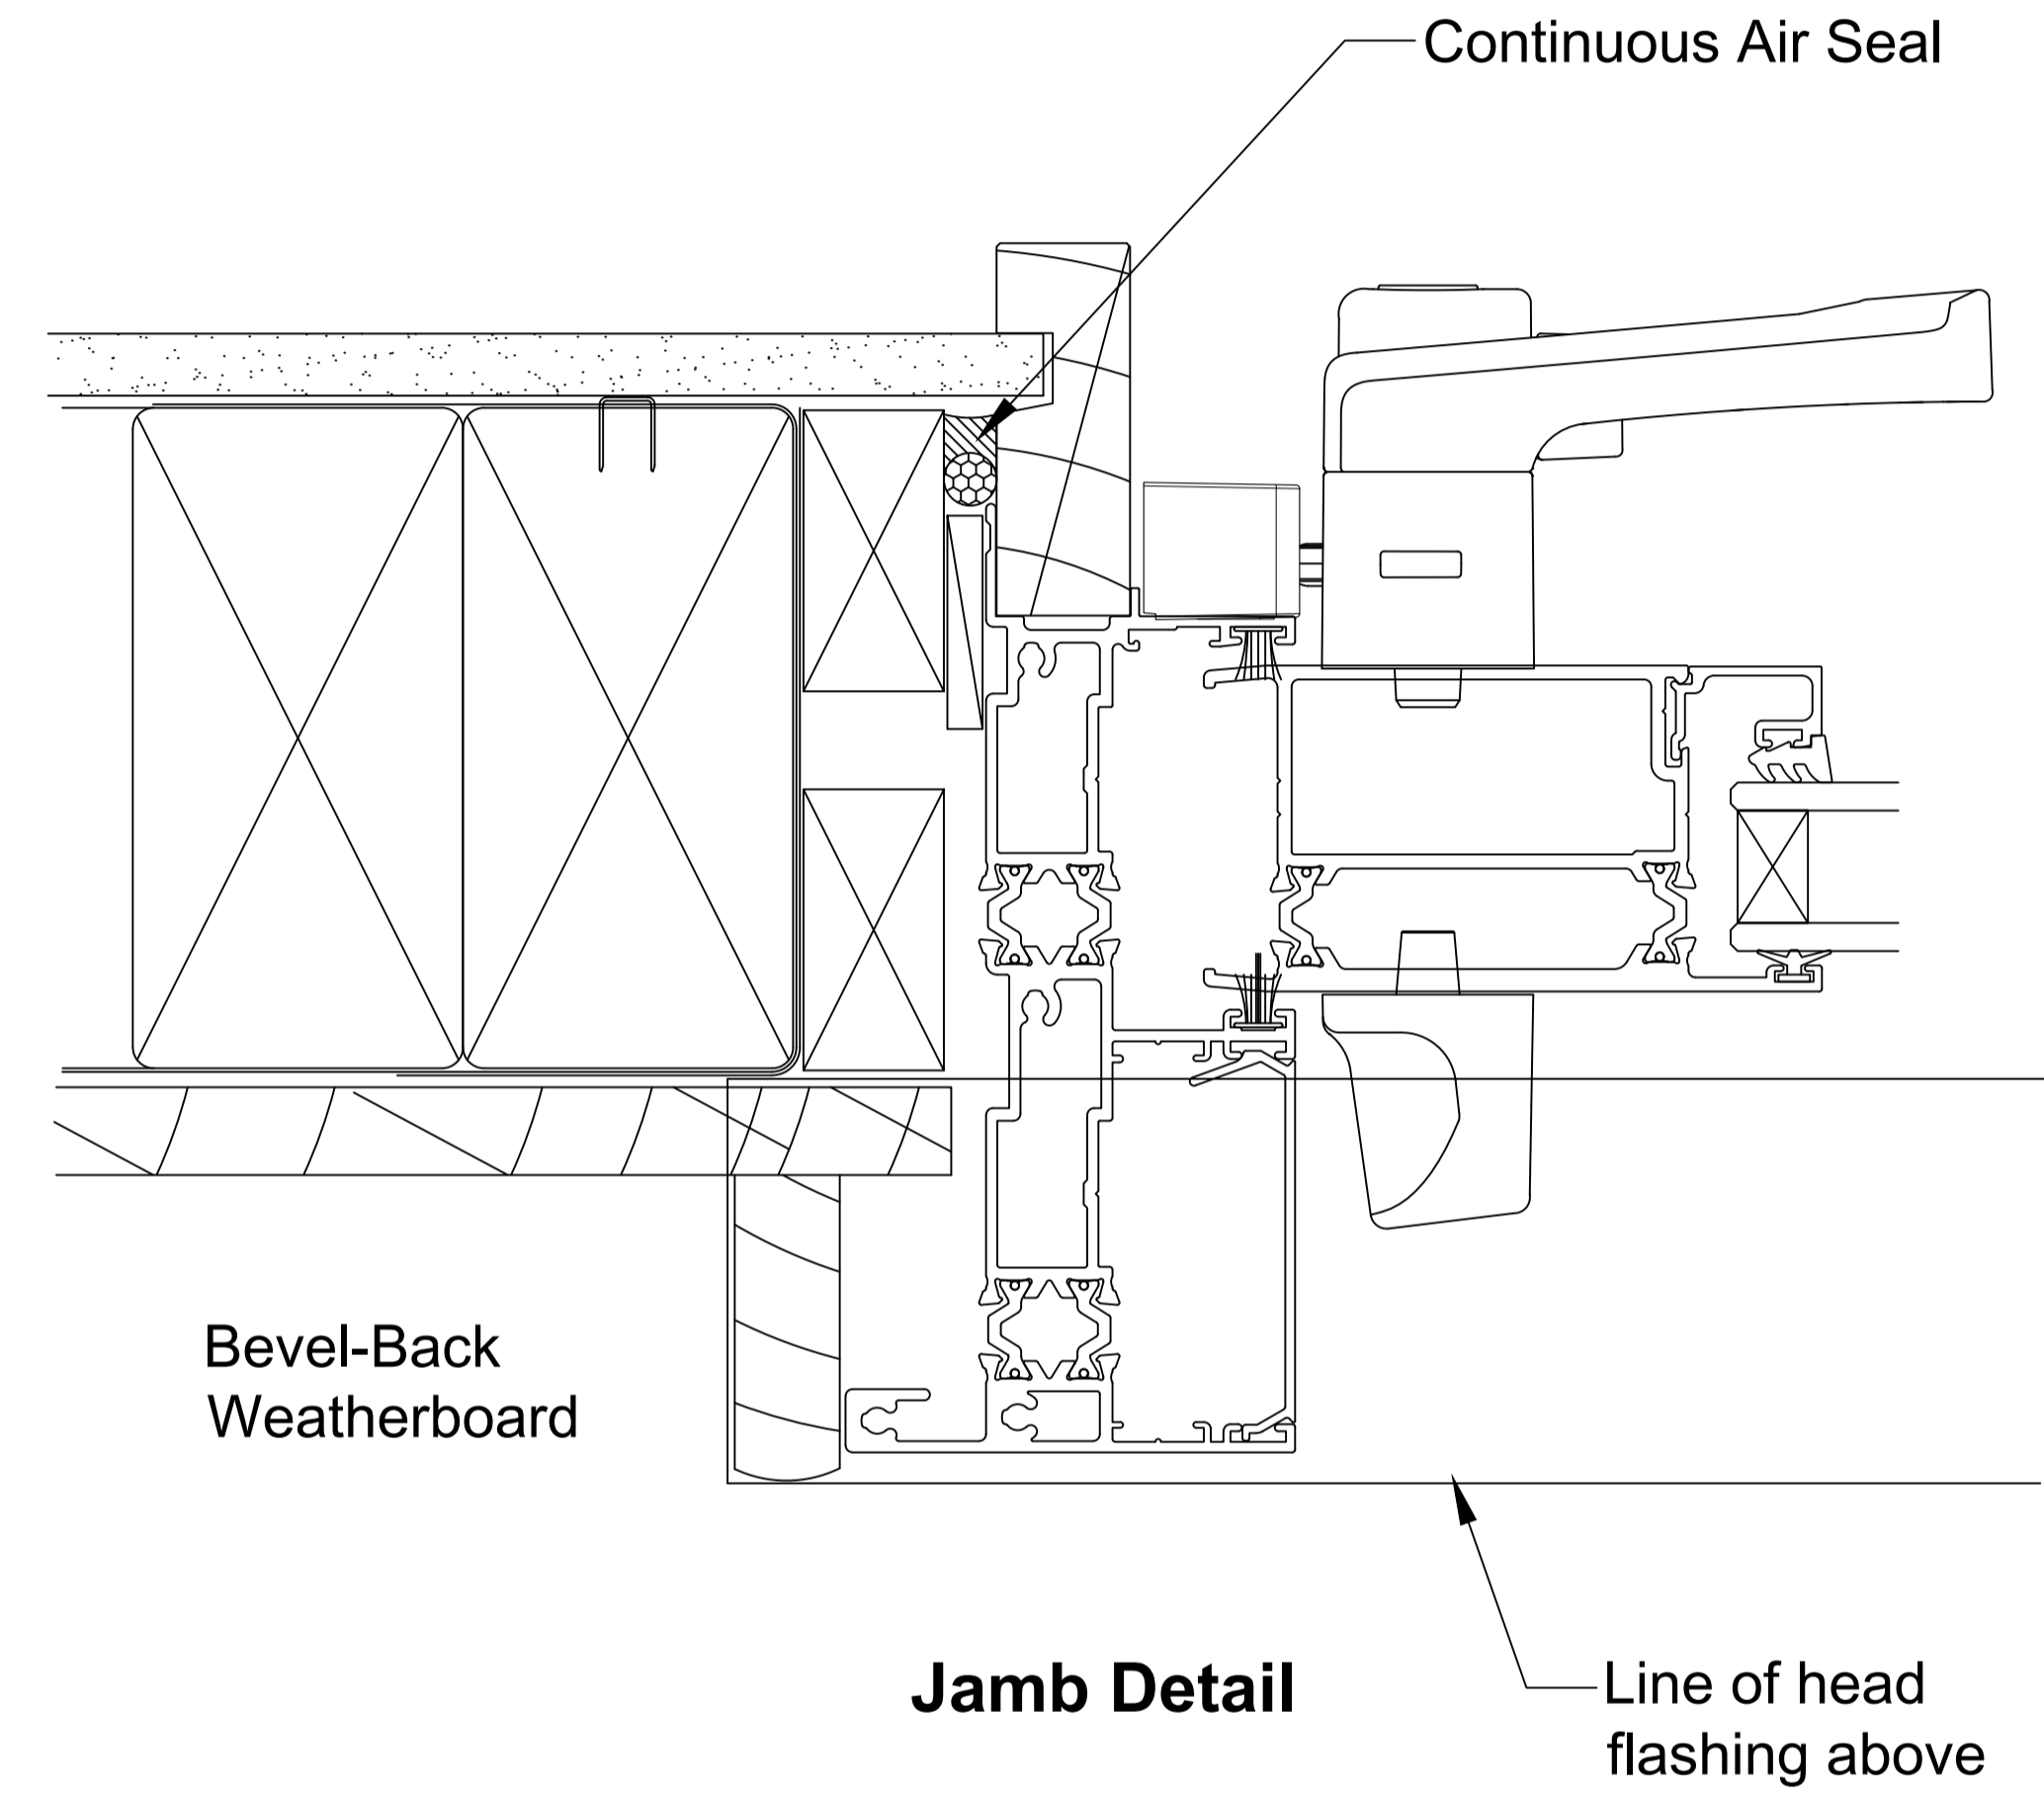 Continuous Air Seal
Bevel-Back
Weatherboard
Jamb Detail
Line of head
flashing above